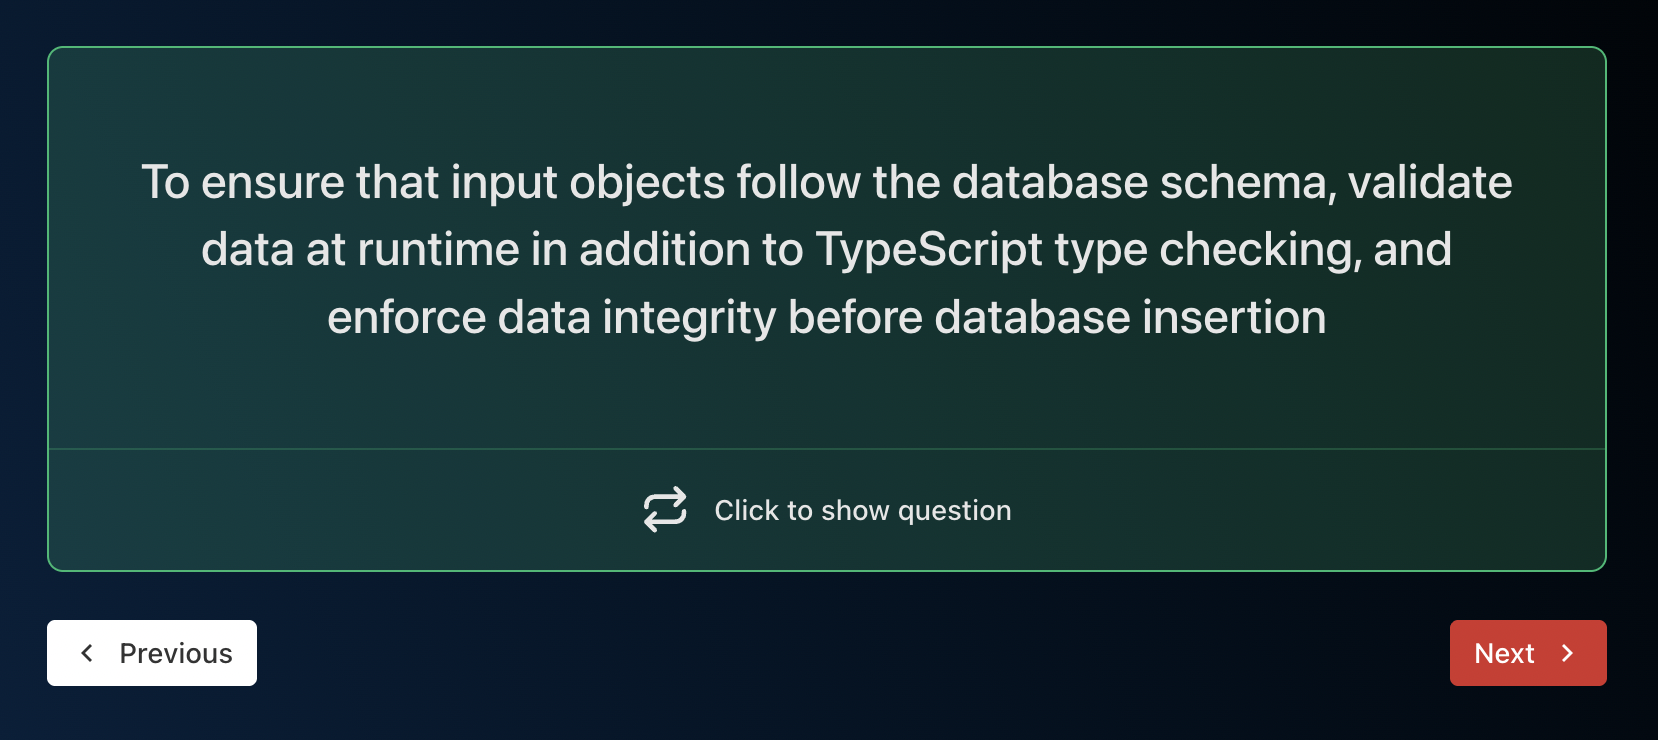 To ensure that input objects follow the database schema, validate
data at runtime in addition to TypeScript type checking, and
enforce data integrity before database insertion
Click to show question
Previous
Next